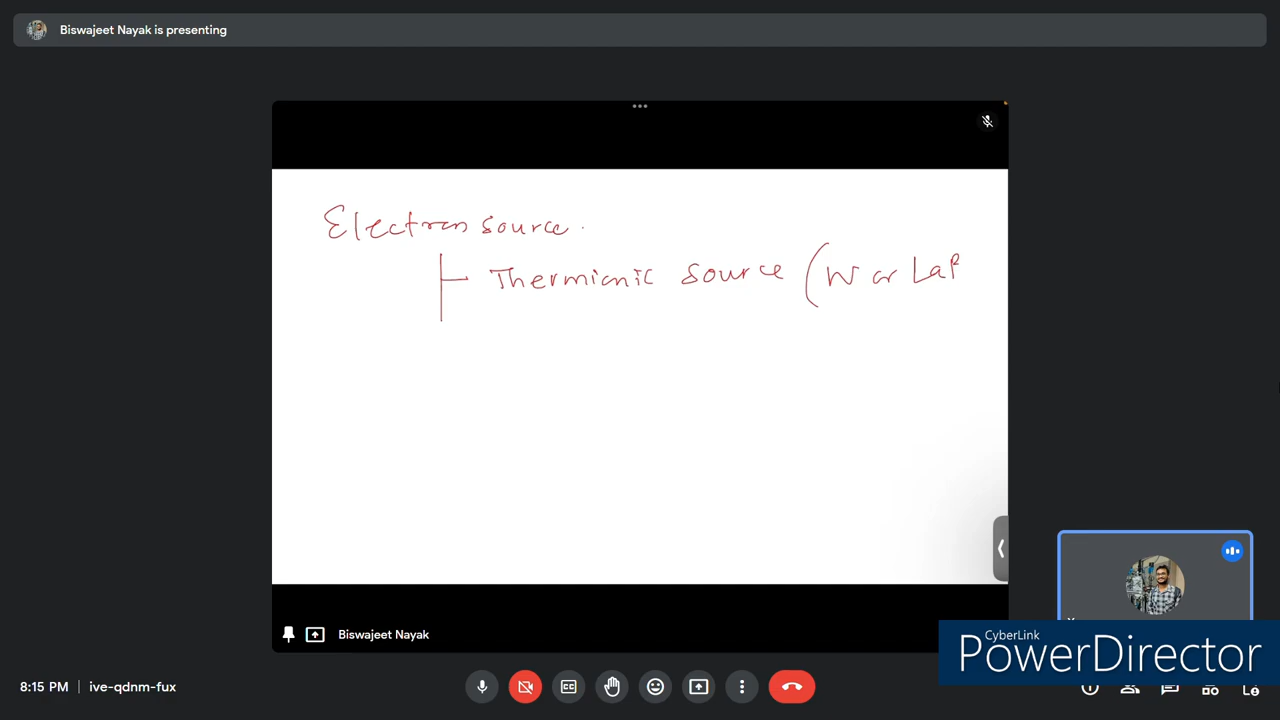 Biswajeet Nayak is presenting
Electron source.
Thermionic source (W or LaB
Biswajeet Nayak
CyberLink
PowerDirector
8:15 PM
ive-qdnm-fux